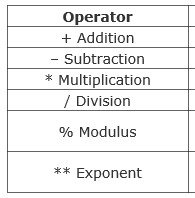 Operator
+ Addition
– Subtraction
* Multiplication
/ Division
% Modulus
** Exponent